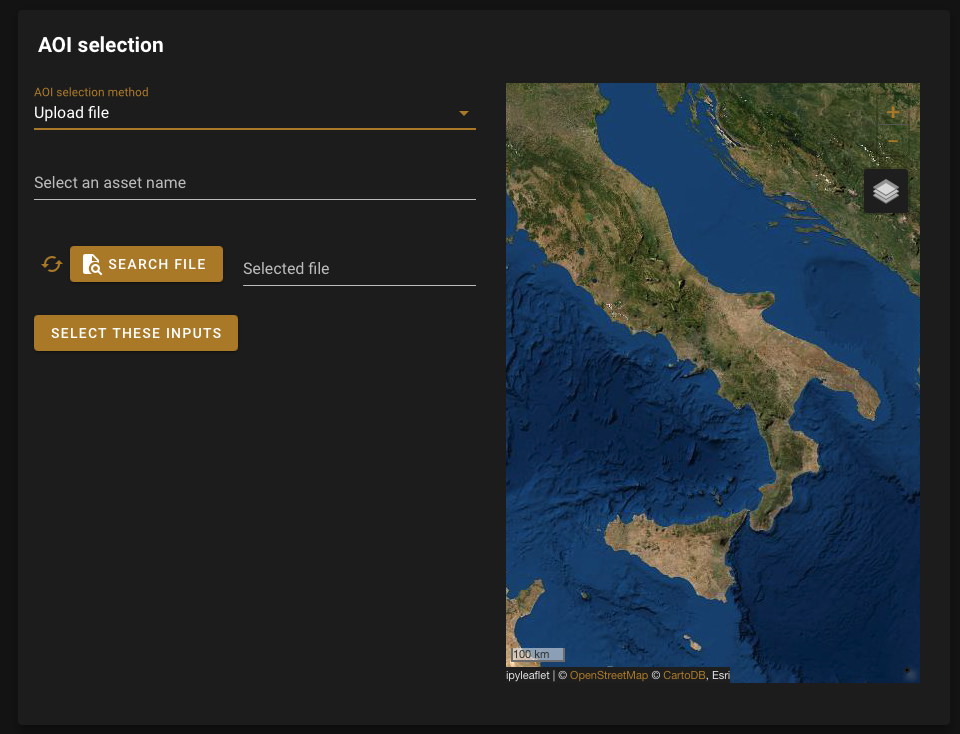 AOI selection
AOI selection method
Upload file
Select an asset name
SEARCH FILE
Selected file
SELECT THESE INPUTS
+
−
100 km
ipyleaflet | © OpenStreetMap © CartoDB, Esri